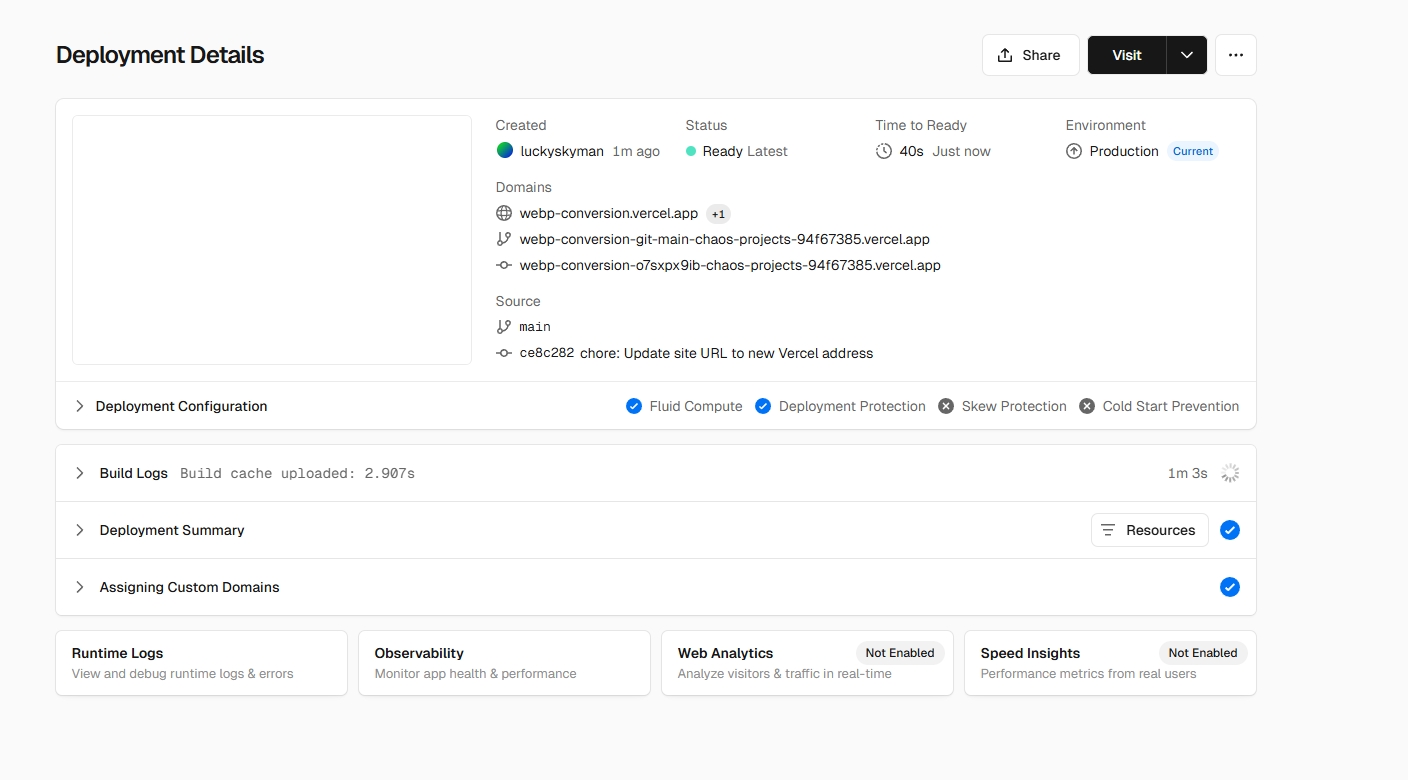 Deployment Details
Share
Visit
Created
luckyskyman 1m ago
Status
Ready Latest
Time to Ready
40s Just now
Environment
Production Current
Domains
webp-conversion.vercel.app +1
webp-conversion-git-main-chaos-projects-94f67385.vercel.app
webp-conversion-o7sxpx9ib-chaos-projects-94f67385.vercel.app
Source
main
ce8c282 chore: Update site URL to new Vercel address
Deployment Configuration
Fluid Compute
Deployment Protection
Skew Protection
Cold Start Prevention
Build Logs Build cache uploaded: 2.907s
1m 3s
Deployment Summary
Resources
Assigning Custom Domains
Runtime Logs
View and debug runtime logs & errors
Observability
Monitor app health & performance
Web Analytics
Not Enabled
Analyze visitors & traffic in real-time
Speed Insights
Not Enabled
Performance metrics from real users